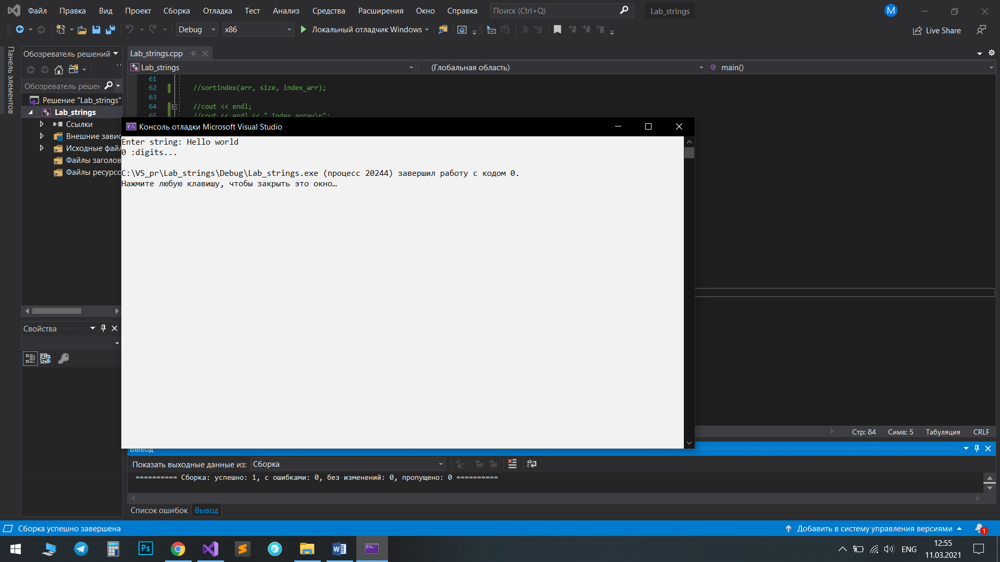 Файл Правка Вид Проект Сборка Отладка Тест Анализ Средства Расширения Окно Справка Поиск (Ctrl+Q) Lab_strings M
Debug x86 Локальный отладчик Windows Live Share
Панель элементов
Обозреватель решений
Обозреватель решен
Решение "Lab_strings"
Lab_strings
Ссылки
Внешние завис
Исходные файл
Файлы заголов
Файлы ресурсо
Свойства
Lab_strings.cpp
Lab_strings (Глобальная область) main()
61
62 //sortindex(arr, size, index_arr);
63
64 //cout << endl;
65 //cout << endl << " Index array\n";
C:\ Консоль отладки Microsoft Visual Studio
Enter string: Hello world
0 :digits...
C:\VS_pr\Lab_strings\Debug\Lab_strings.exe (процесс 20244) завершил работу с кодом 0.
Нажмите любую клавишу, чтобы закрыть это окно…
Стр: 84 Симв: 5 Табуляция CRLF
Вывод
Показать выходные данные из: Сборка
========== Сборка: успешно: 1, с ошибками: 0, без изменений: 0, пропущено: 0 ==========
Список ошибок Вывод
Сборка успешно завершена Добавить в систему управления версиями 1
Ps ENG 12:55
11.03.2021